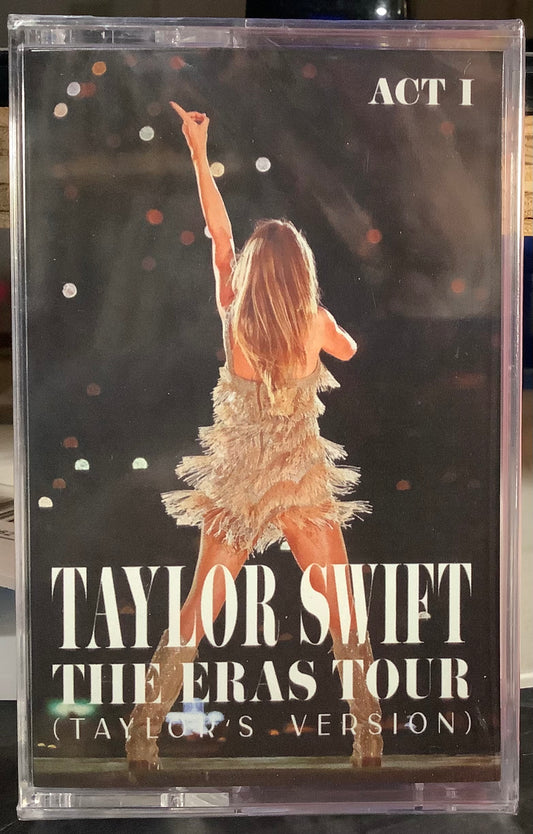 ACT I
TAYLOR SWIFT
THE ERAS TOUR
(TAYLOR'S VERSION)